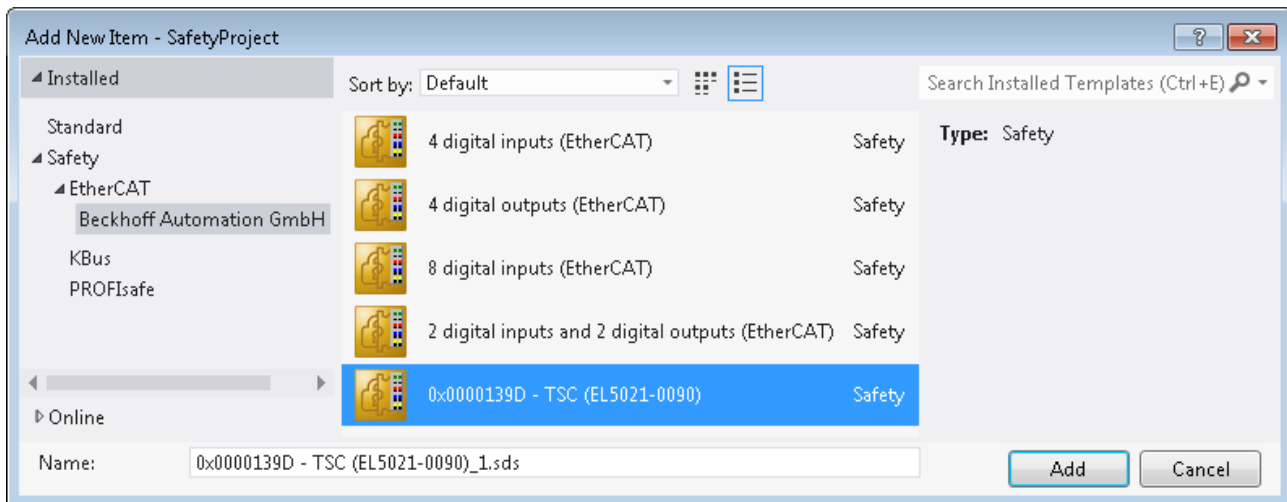 Add New Item - SafetyProject
Installed
Sort by: Default
Search Installed Templates (Ctrl+E)
Standard
Safety
EtherCAT
Beckhoff Automation GmbH
KBus
PROFIsafe
Online
4 digital inputs (EtherCAT) Safety
4 digital outputs (EtherCAT) Safety
8 digital inputs (EtherCAT) Safety
2 digital inputs and 2 digital outputs (EtherCAT) Safety
0x0000139D - TSC (EL5021-0090) Safety
Type: Safety
Name: 0x0000139D - TSC (EL5021-0090)_1.sds
Add Cancel